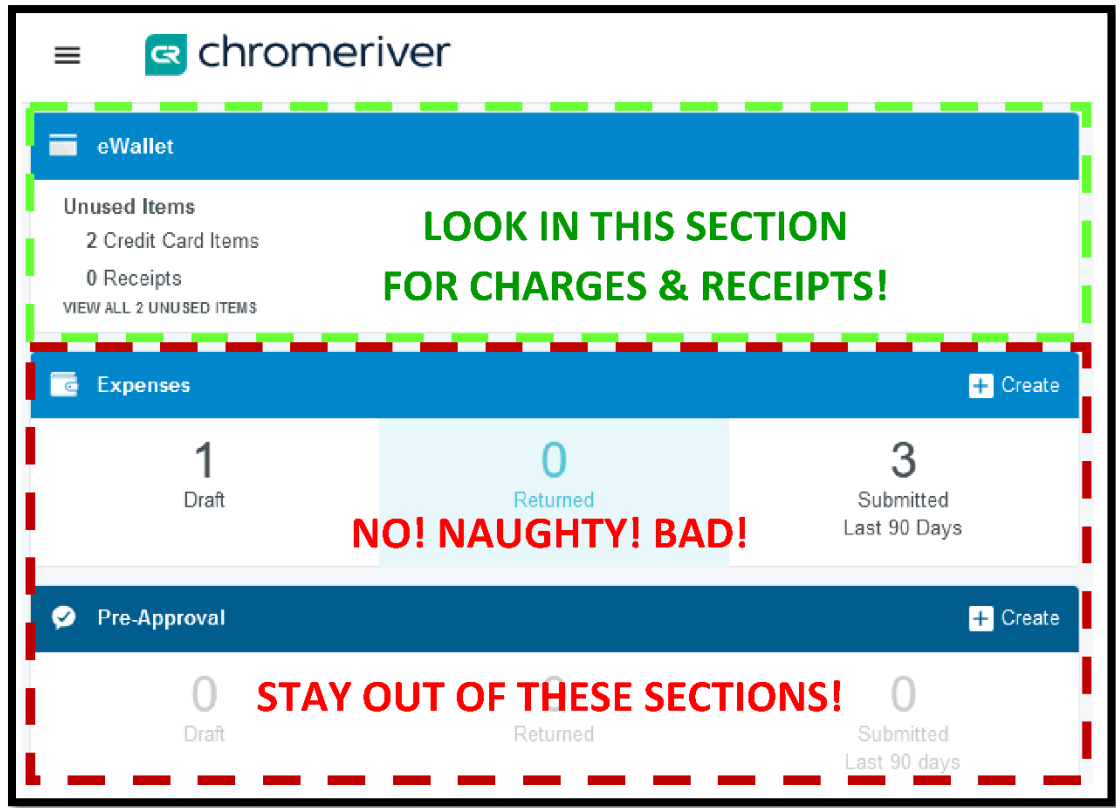 CR chromeriver
eWallet
Unused Items
2 Credit Card Items
0 Receipts
VIEW ALL 2 UNUSED ITEMS
LOOK IN THIS SECTION
FOR CHARGES & RECEIPTS!
Expenses + Create
1 0 3
Draft Returned Submitted
Last 90 Days
NO! NAUGHTY! BAD!
Pre-Approval + Create
0 0 0
STAY OUT OF THESE SECTIONS!
Draft Returned Submitted
Last 90 days